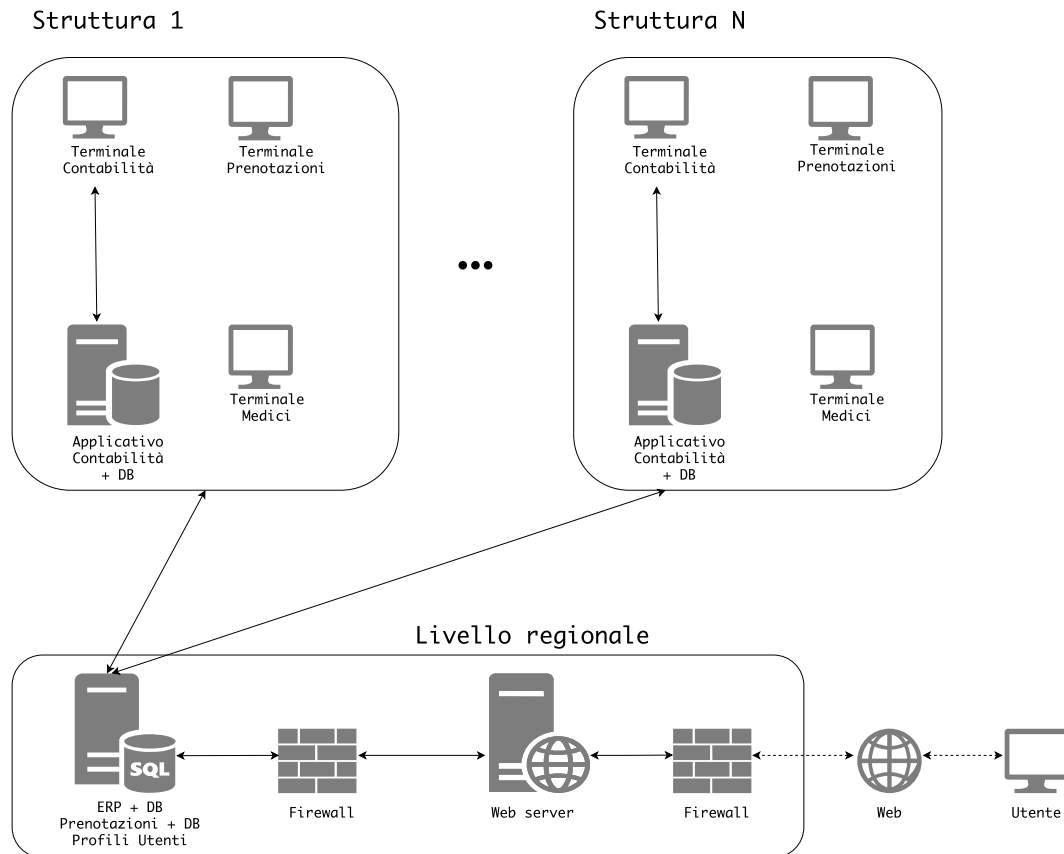 Struttura 1
Struttura N
Terminale
Contabilità
Terminale
Prenotazioni
Terminale
Contabilità
Terminale
Prenotazioni
Applicativo
Contabilità
+ DB
Terminale
Medici
Applicativo
Contabilità
+ DB
Terminale
Medici
Livello regionale
SQL
ERP + DB
Prenotazioni + DB
Profili Utenti
Firewall
Web server
Firewall
Web
Utente